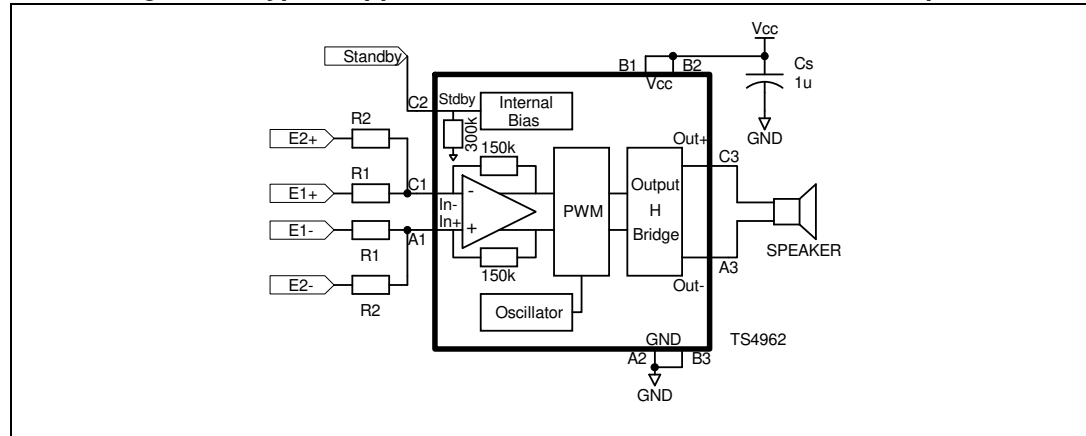 Vcc
Standby
B1
B2
Cs
1u
Vcc
C2
Stdby
Internal
Bias
300k
GND
R2
E2+
150k
Out+
C3
R1
C1
E1+
-
In-
In+
+
PWM
Output
H
Bridge
E1-
A1
R1
SPEAKER
150k
A3
E2-
R2
Out-
Oscillator
GND
TS4962
A2
B3
GND